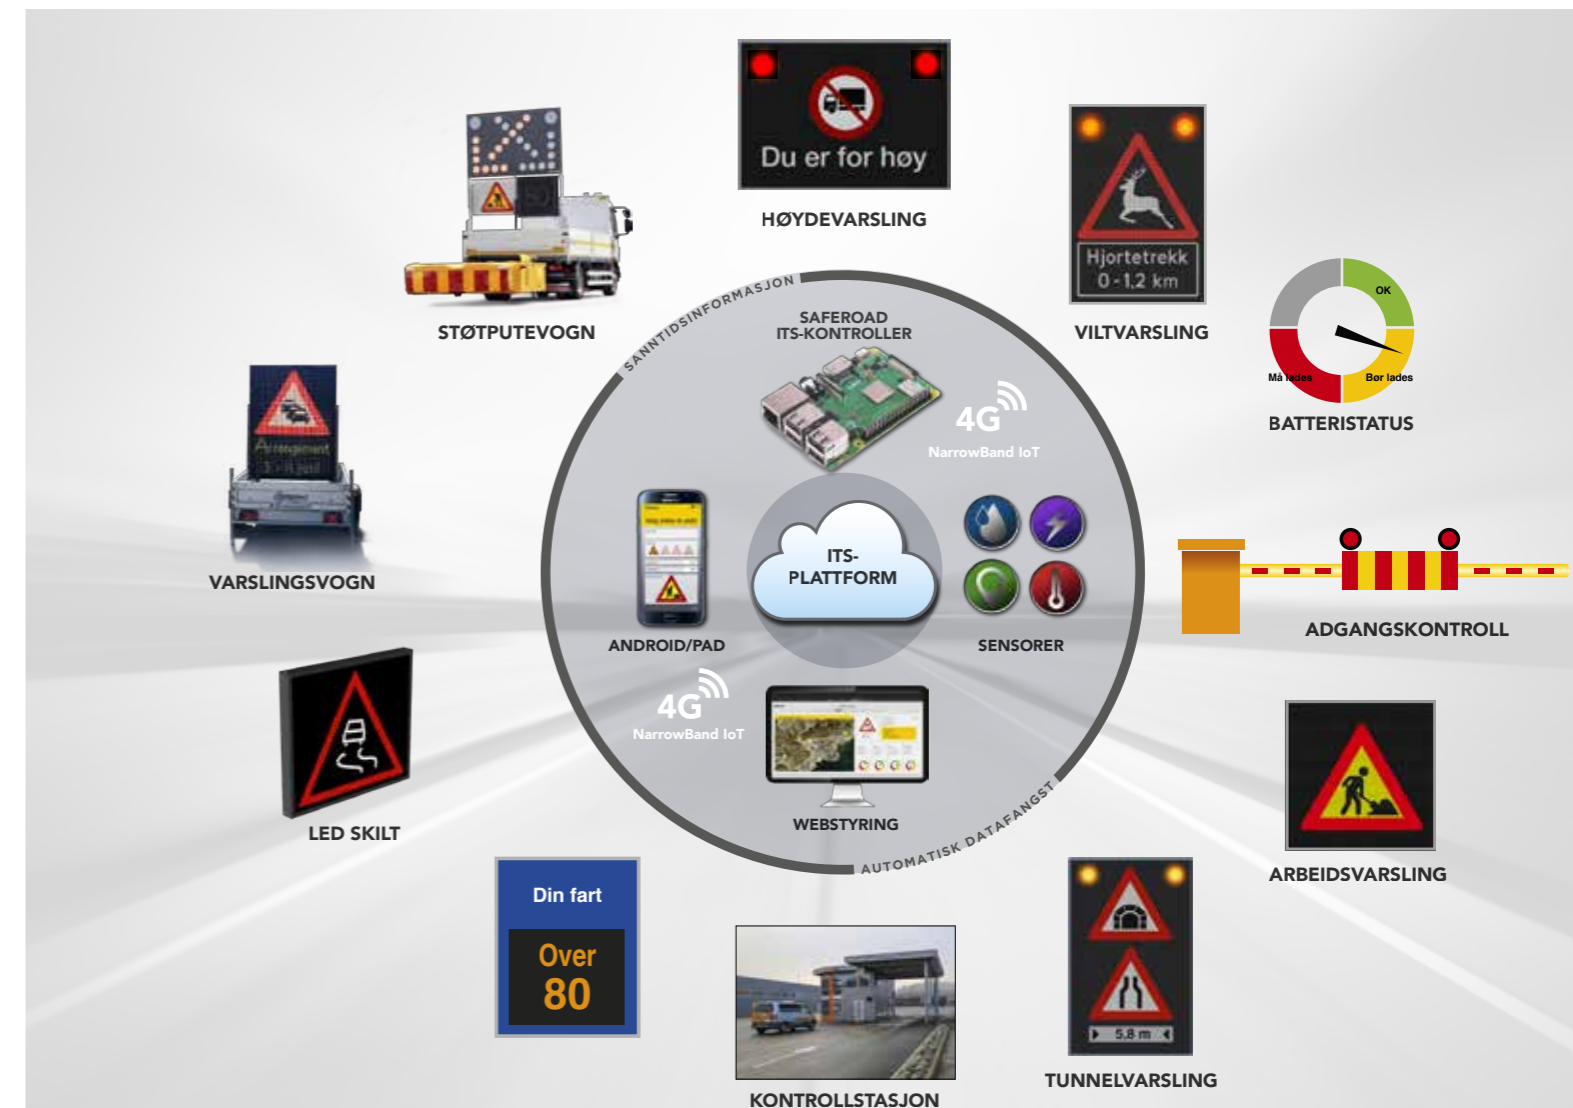 Du er for høy
HØYDEVARSLING
STØTPUTEVOGN
Hjortetrekk
0-1,2 km
VILTVARSLING
OK
Må lades
Bør lades
BATTERISTATUS
SANNTIDSINFORMASJON
SAFEROAD
ITS-KONTROLLER
4G
NarrowBand IoT
Arrangement
VARSLINGSVOGN
ITS-
PLATTFORM
ANDROID/PAD
SENSORER
ADGANGSKONTROLL
4G
NarrowBand IoT
WEBSTYRING
AUTOMATISK DATAFANGST
LED SKILT
ARBEIDSVARSLING
Din fart
Over
80
5,8 m
TUNNELVARSLING
KONTROLLSTASJON